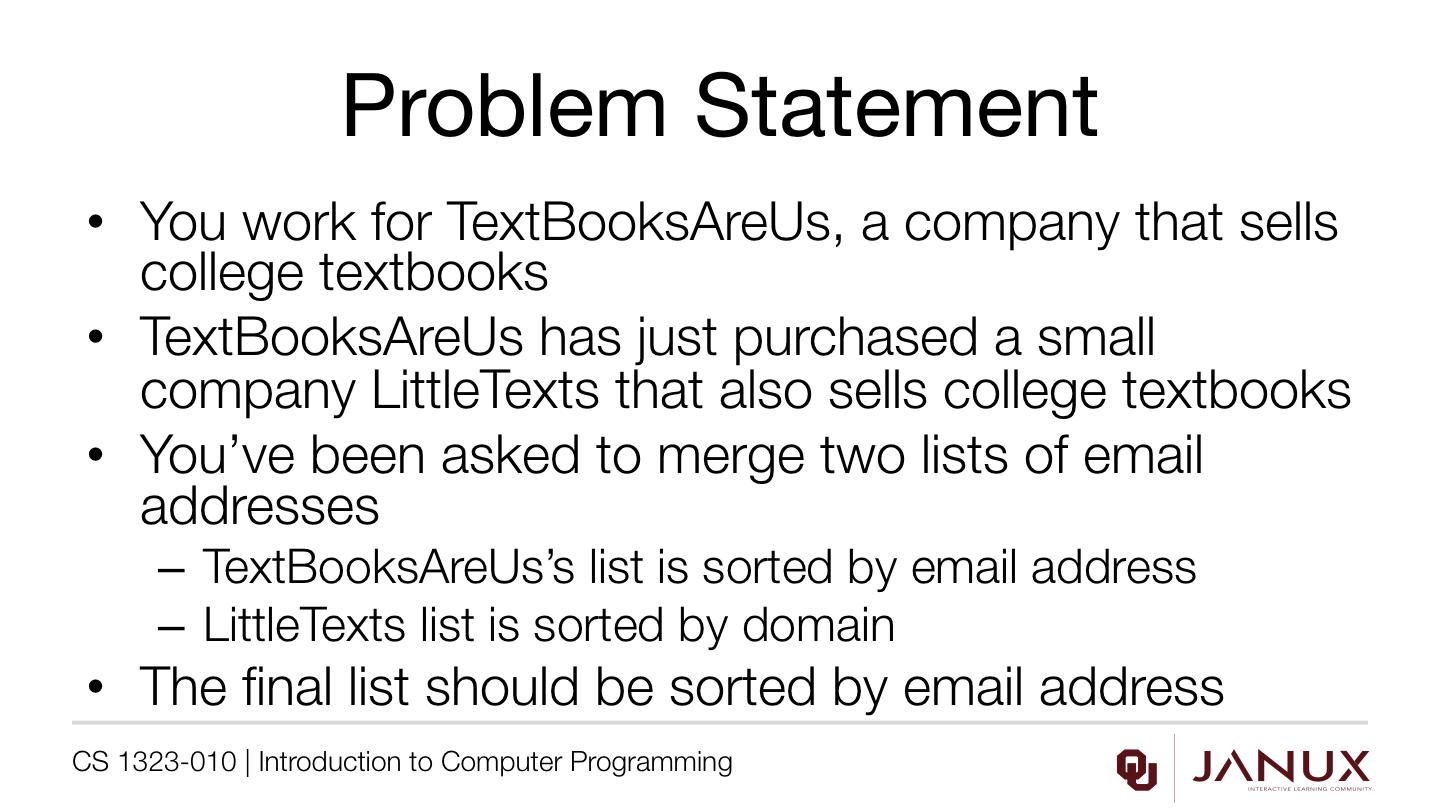 Problem Statement
• You work for TextBooksAreUs, a company that sells
college textbooks
• TextBooksAreUs has just purchased a small
company LittleTexts that also sells college textbooks
• You’ve been asked to merge two lists of email
addresses
– TextBooksAreUs’s list is sorted by email address
– LittleTexts list is sorted by domain
• The final list should be sorted by email address
CS 1323-010 | Introduction to Computer Programming
OU
JANUX
INTERACTIVE LEARNING COMMUNITY